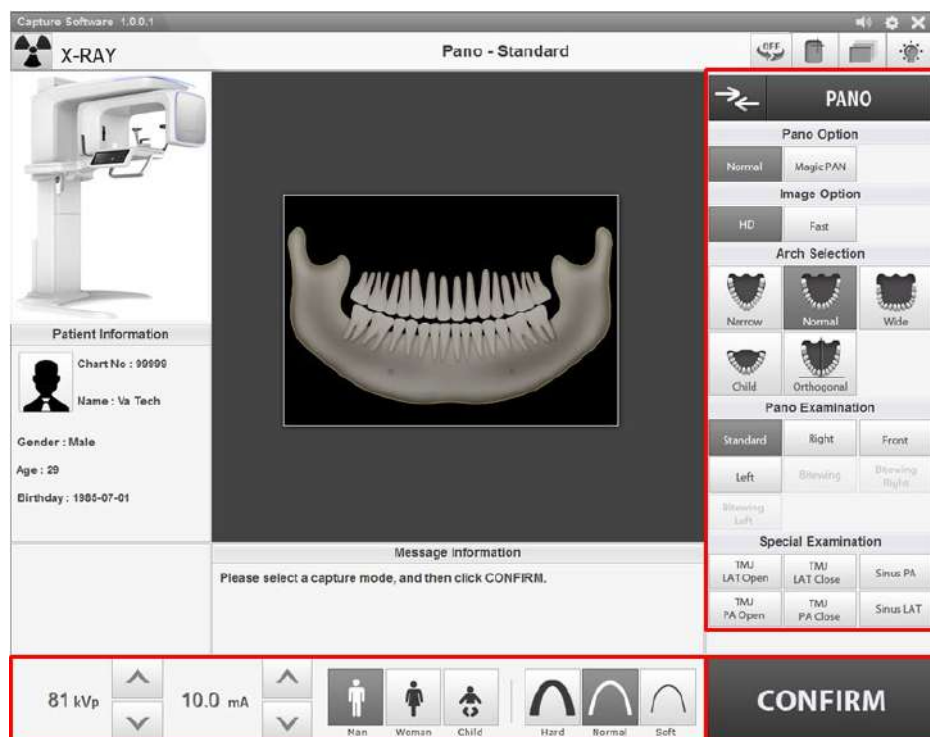 Capture Software 1.0.0.1
X-RAY
Pano - Standard
OFF
PANO
Pano Option
Normal MagicPAN
Image Option
HD Fast
Arch Selection
Narrow Normal Wide
Child Orthogonal
Pano Examination
Standard Right Front
Left Bitewing Bitewing Right
Bitewing Left
Special Examination
TMJ LAT Open TMJ LAT Close Sinus PA
TMJ PA Open TMJ PA Close Sinus LAT
Patient Information
Chart No : 99999
Name : Va Tech
Gender : Male
Age : 29
Birthday : 1985-07-01
Message Information
Please select a capture mode, and then click CONFIRM.
81 kVp
10.0 mA
Man Woman Child
Hard Normal Soft
CONFIRM